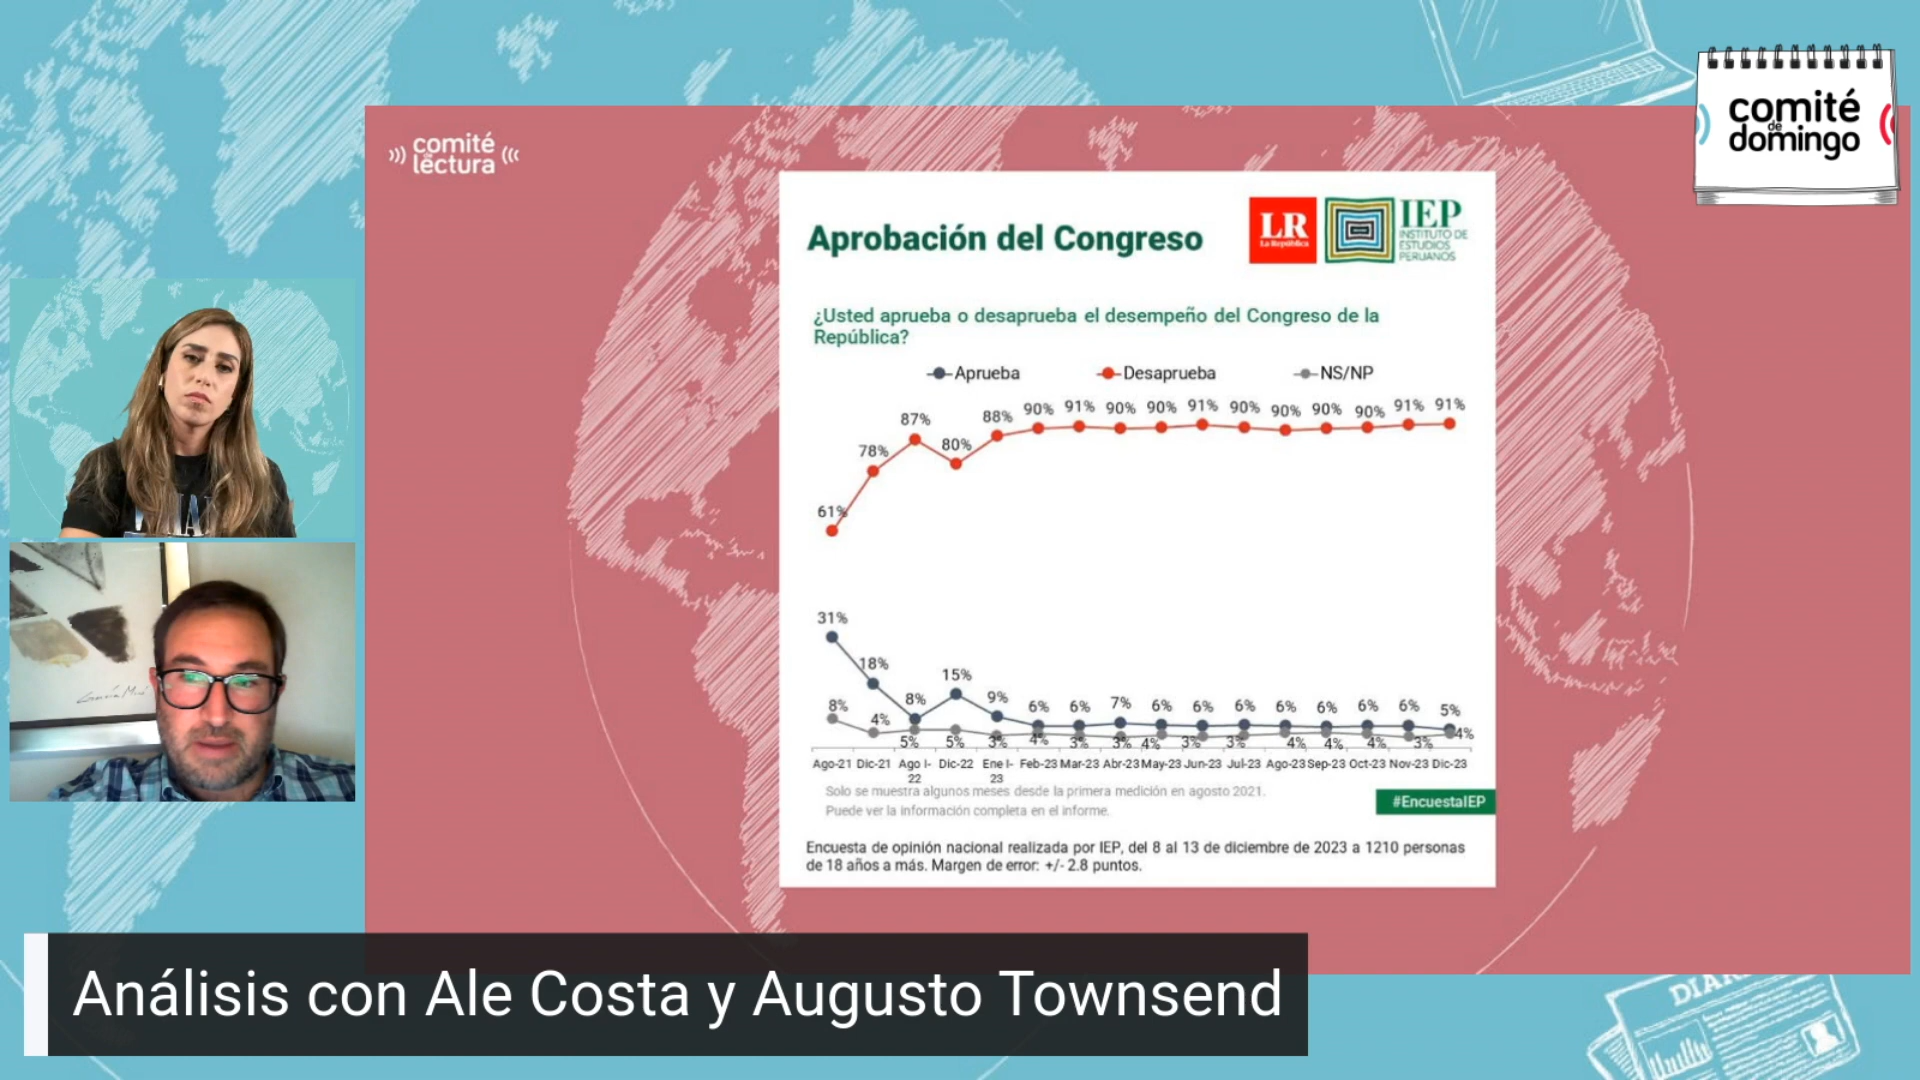 comité
de
domingo
comité
de
lectura
Aprobación del Congreso
LR
La República
IEP
INSTITUTO DE
ESTUDIOS
PERUANOS
¿Usted aprueba o desaprueba el desempeño del Congreso de la
República?
Aprueba Desaprueba NS/NP
61% 78% 87% 80% 88% 90% 91% 90% 90% 91% 90% 90% 90% 90% 91% 91%
31% 18% 8% 15% 9% 6% 6% 7% 6% 6% 6% 6% 6% 6% 6% 5%
8% 4% 5% 5% 3% 4% 3% 3% 4% 3% 3% 4% 4% 4% 3% 4%
Ago-21 Dic-21 Ago I-22 Dic-22 Ene I-23 Feb-23 Mar-23 Abr-23 May-23 Jun-23 Jul-23 Ago-23 Sep-23 Oct-23 Nov-23 Dic-23
Solo se muestra algunos meses desde la primera medición en agosto 2021.
Puede ver la información completa en el informe.
#EncuestaIEP
Encuesta de opinión nacional realizada por IEP, del 8 al 13 de diciembre de 2023 a 1210 personas
de 18 años a más. Margen de error: +/- 2.8 puntos.
Análisis con Ale Costa y Augusto Townsend